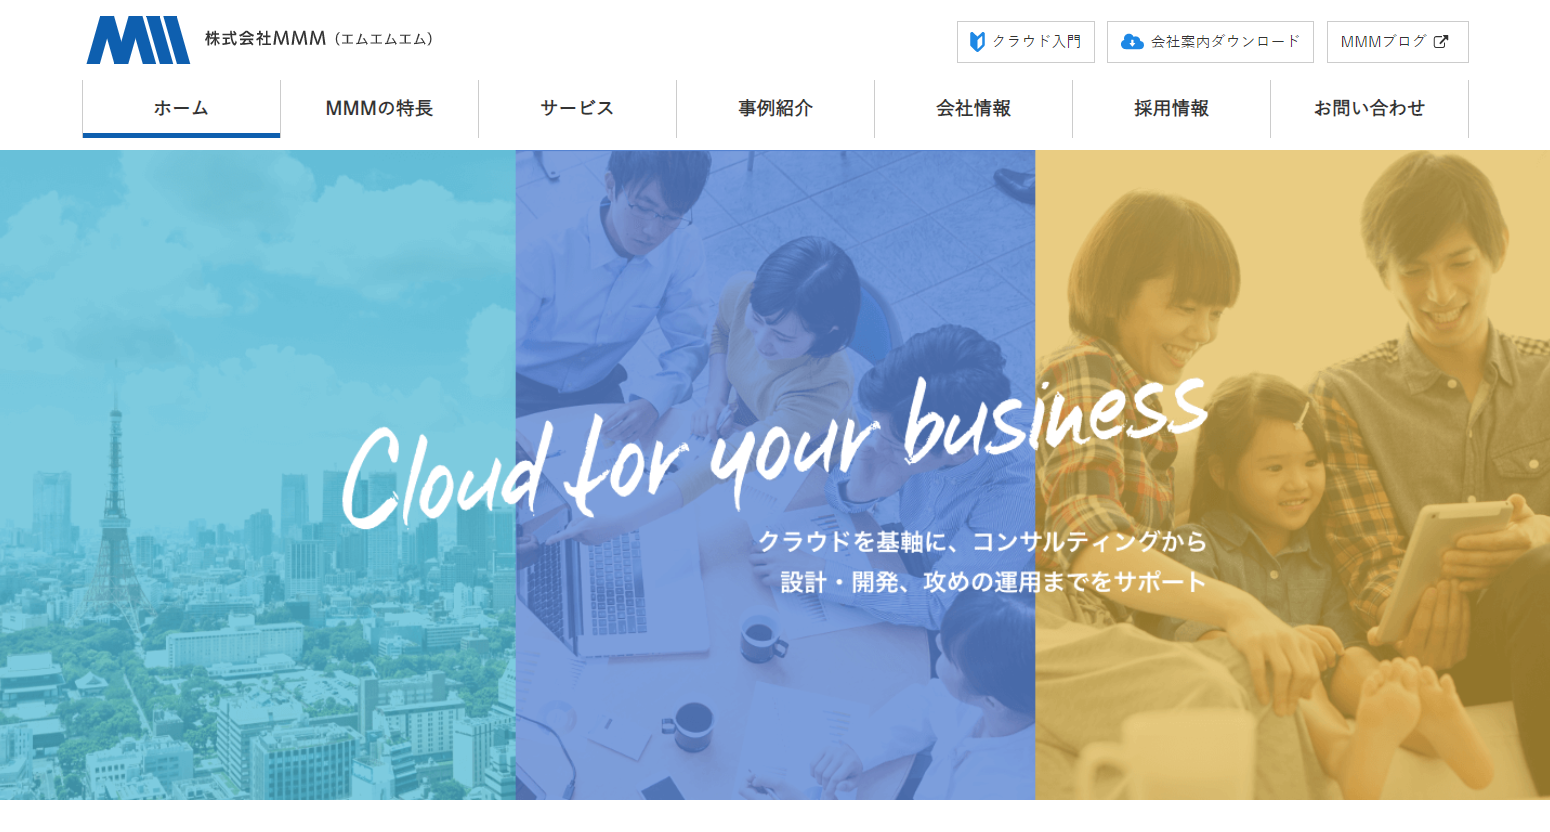 株式会社MMM（エムエムエム）
クラウド入門
会社案内ダウンロード
MMMブログ
ホーム
MMMの特長
サービス
事例紹介
会社情報
採用情報
お問い合わせ
Cloud for your business
クラウドを基軸に、コンサルティングから
設計・開発、攻めの運用までをサポート